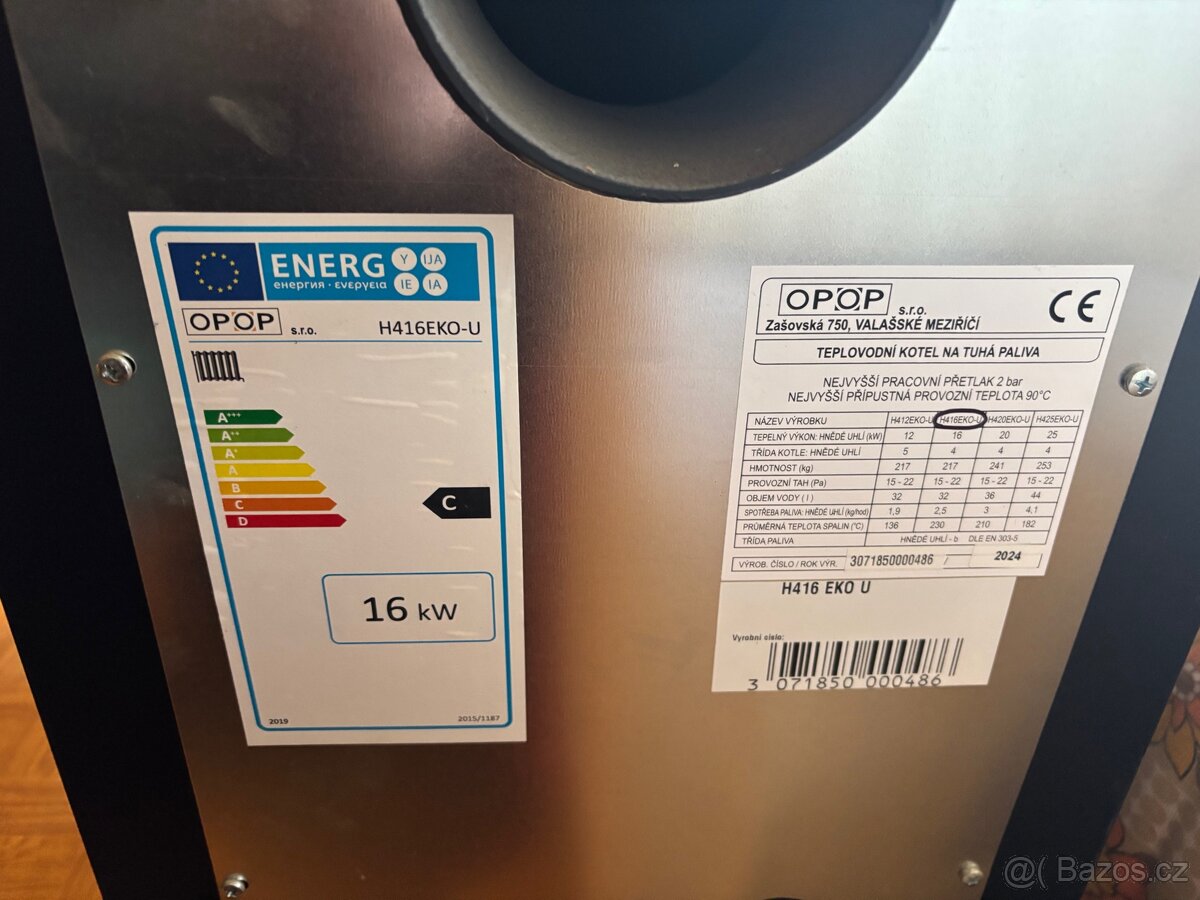 ENERG Y IJA IE IA
енергия · ενεργεια
OPOP s.r.o. H416EKO-U
A+++
A++
A+
A
B
C
D
C
16 kW
2019 2015/1187
OPOP s.r.o. CE
Zašovská 750, VALAŠSKÉ MEZIŘÍČÍ
TEPLOVODNÍ KOTEL NA TUHÁ PALIVA
NEJVYŠŠÍ PRACOVNÍ PŘETLAK 2 bar
NEJVYŠŠÍ PŘÍPUSTNÁ PROVOZNÍ TEPLOTA 90°C
NÁZEV VÝROBKU H412EKO-U H416EKO-U H420EKO-U H425EKO-U
TEPELNÝ VÝKON: HNĚDÉ UHLÍ (kW) 12 16 20 25
TŘÍDA KOTLE: HNĚDÉ UHLÍ 5 4 4 4
HMOTNOST (kg) 217 217 241 253
PROVOZNÍ TAH (Pa) 15 - 22 15 - 22 15 - 22 15 - 22
OBJEM VODY ( l ) 32 32 36 44
SPOTŘEBA PALIVA: HNĚDÉ UHLÍ (kg/hod) 1,9 2,5 3 4,1
PRŮMĚRNÁ TEPLOTA SPALIN (°C) 136 230 210 182
TŘÍDA PALIVA HNĚDÉ UHLÍ - b DLE EN 303-5
VÝROB. ČÍSLO / ROK VÝR. 3071850000486 / 2024
H416 EKO U
Vyrobní císlo:
3 071850 000486
@( Bazos.cz